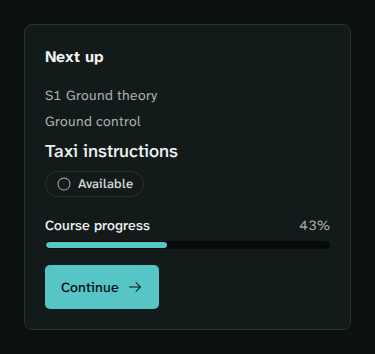 Next up
S1 Ground theory
Ground control
Taxi instructions
Available
Course progress 43%
Continue →